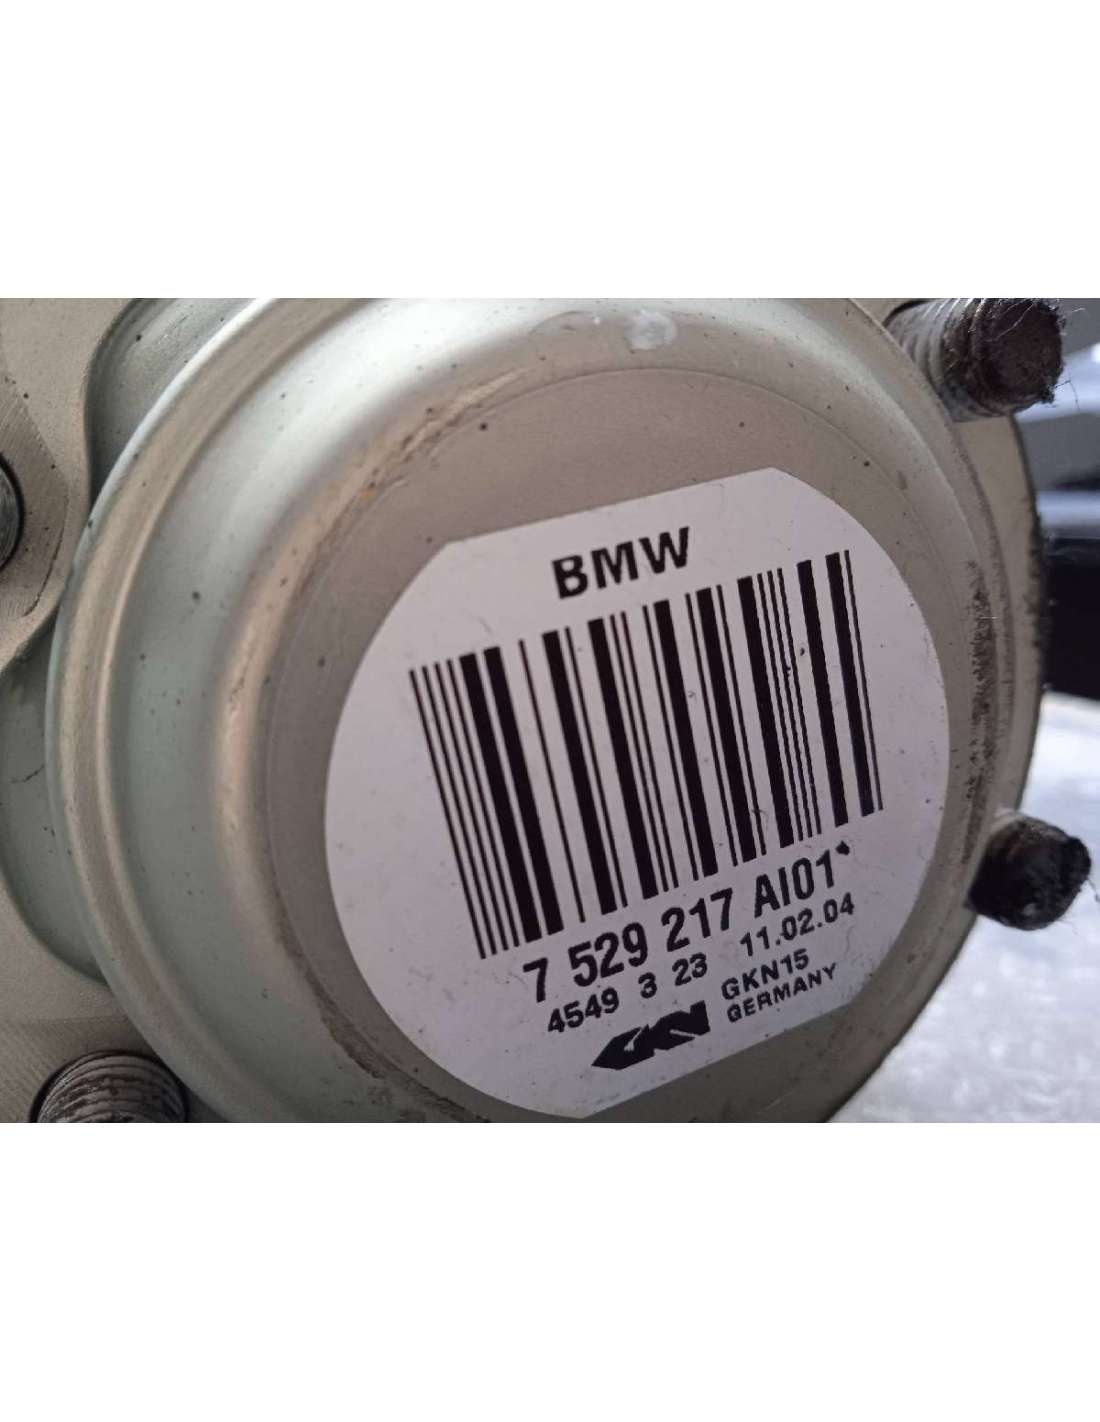 BMW
7 529 217 AI01*
4549 3 23 11.02.04
GKN GKN15
GERMANY